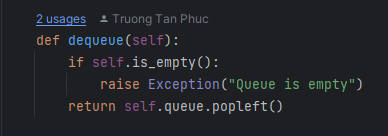 2 usages Truong Tan Phuc
def dequeue(self):
    if self.is_empty():
        raise Exception("Queue is empty")
    return self.queue.popleft()